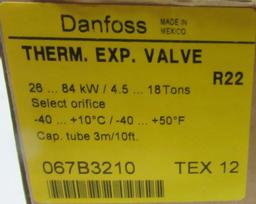 Danfoss MADE IN MEXICO
THERM. EXP. VALVE
R22
26 ... 84 kW / 4.5 ... 18 Tons
Select orifice
-40 ... +10°C / -40 ... +50°F
Cap. tube 3m/10ft.
067B3210 TEX 12